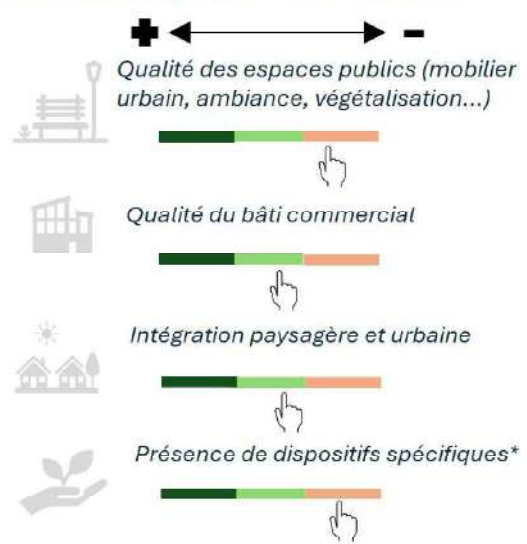 Qualité des espaces publics (mobilier
urbain, ambiance, végétalisation...)
Qualité du bâti commercial
Intégration paysagère et urbaine
Présence de dispositifs spécifiques*